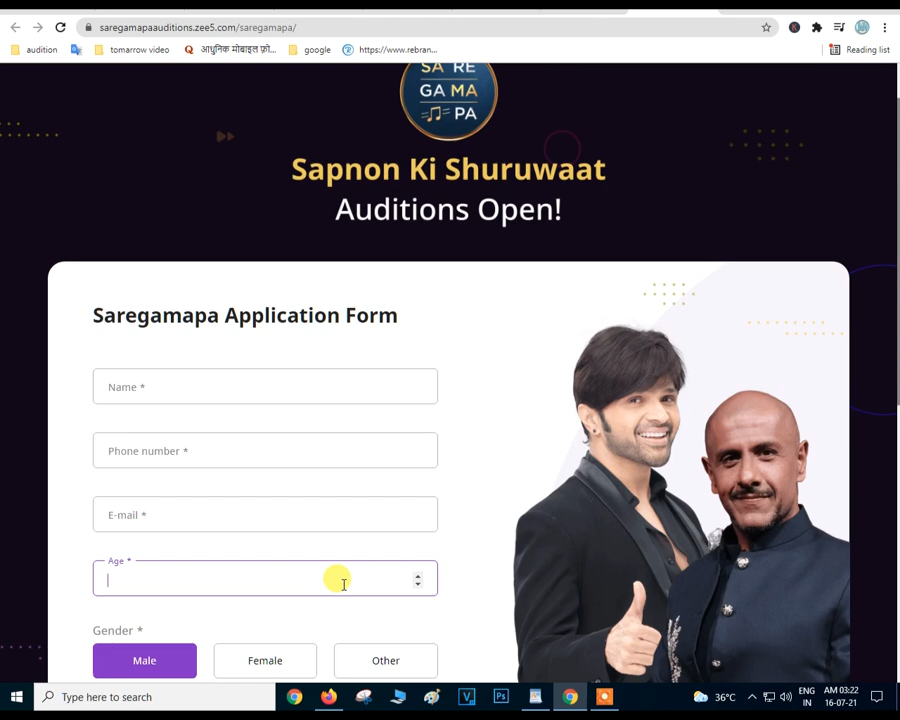 saregamapaauditions.zee5.com/saregamapa/
audition
tomarrow video
आधुनिक मोबाइल फ़ो...
google
https://www.rebran...
Reading list
SA RE
GA MA
PA
Sapnon Ki Shuruwaat
Auditions Open!
Saregamapa Application Form
Name *
Phone number *
E-mail *
Age *
Gender *
Male
Female
Other
Type here to search
36°C
ENG
IN
AM 03:22
16-07-21